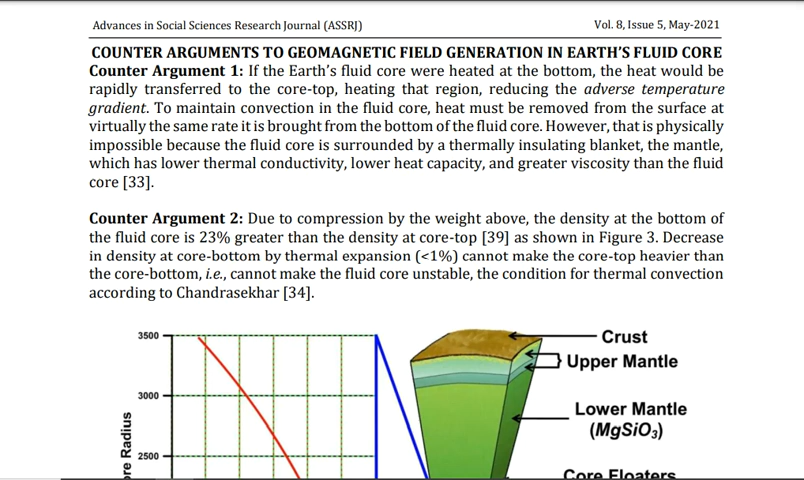 Advances in Social Sciences Research Journal (ASSRJ) Vol. 8, Issue 5, May-2021
COUNTER ARGUMENTS TO GEOMAGNETIC FIELD GENERATION IN EARTH'S FLUID CORE
Counter Argument 1: If the Earth's fluid core were heated at the bottom, the heat would be
rapidly transferred to the core-top, heating that region, reducing the adverse temperature
gradient. To maintain convection in the fluid core, heat must be removed from the surface at
virtually the same rate it is brought from the bottom of the fluid core. However, that is physically
impossible because the fluid core is surrounded by a thermally insulating blanket, the mantle,
which has lower thermal conductivity, lower heat capacity, and greater viscosity than the fluid
core [33].
Counter Argument 2: Due to compression by the weight above, the density at the bottom of
the fluid core is 23% greater than the density at core-top [39] as shown in Figure 3. Decrease
in density at core-bottom by thermal expansion (<1%) cannot make the core-top heavier than
the core-bottom, i.e., cannot make the fluid core unstable, the condition for thermal convection
according to Chandrasekhar [34].
3500
3000
2500
re Radius
Crust
Upper Mantle
Lower Mantle
(MgSiO₃)
Core Floaters